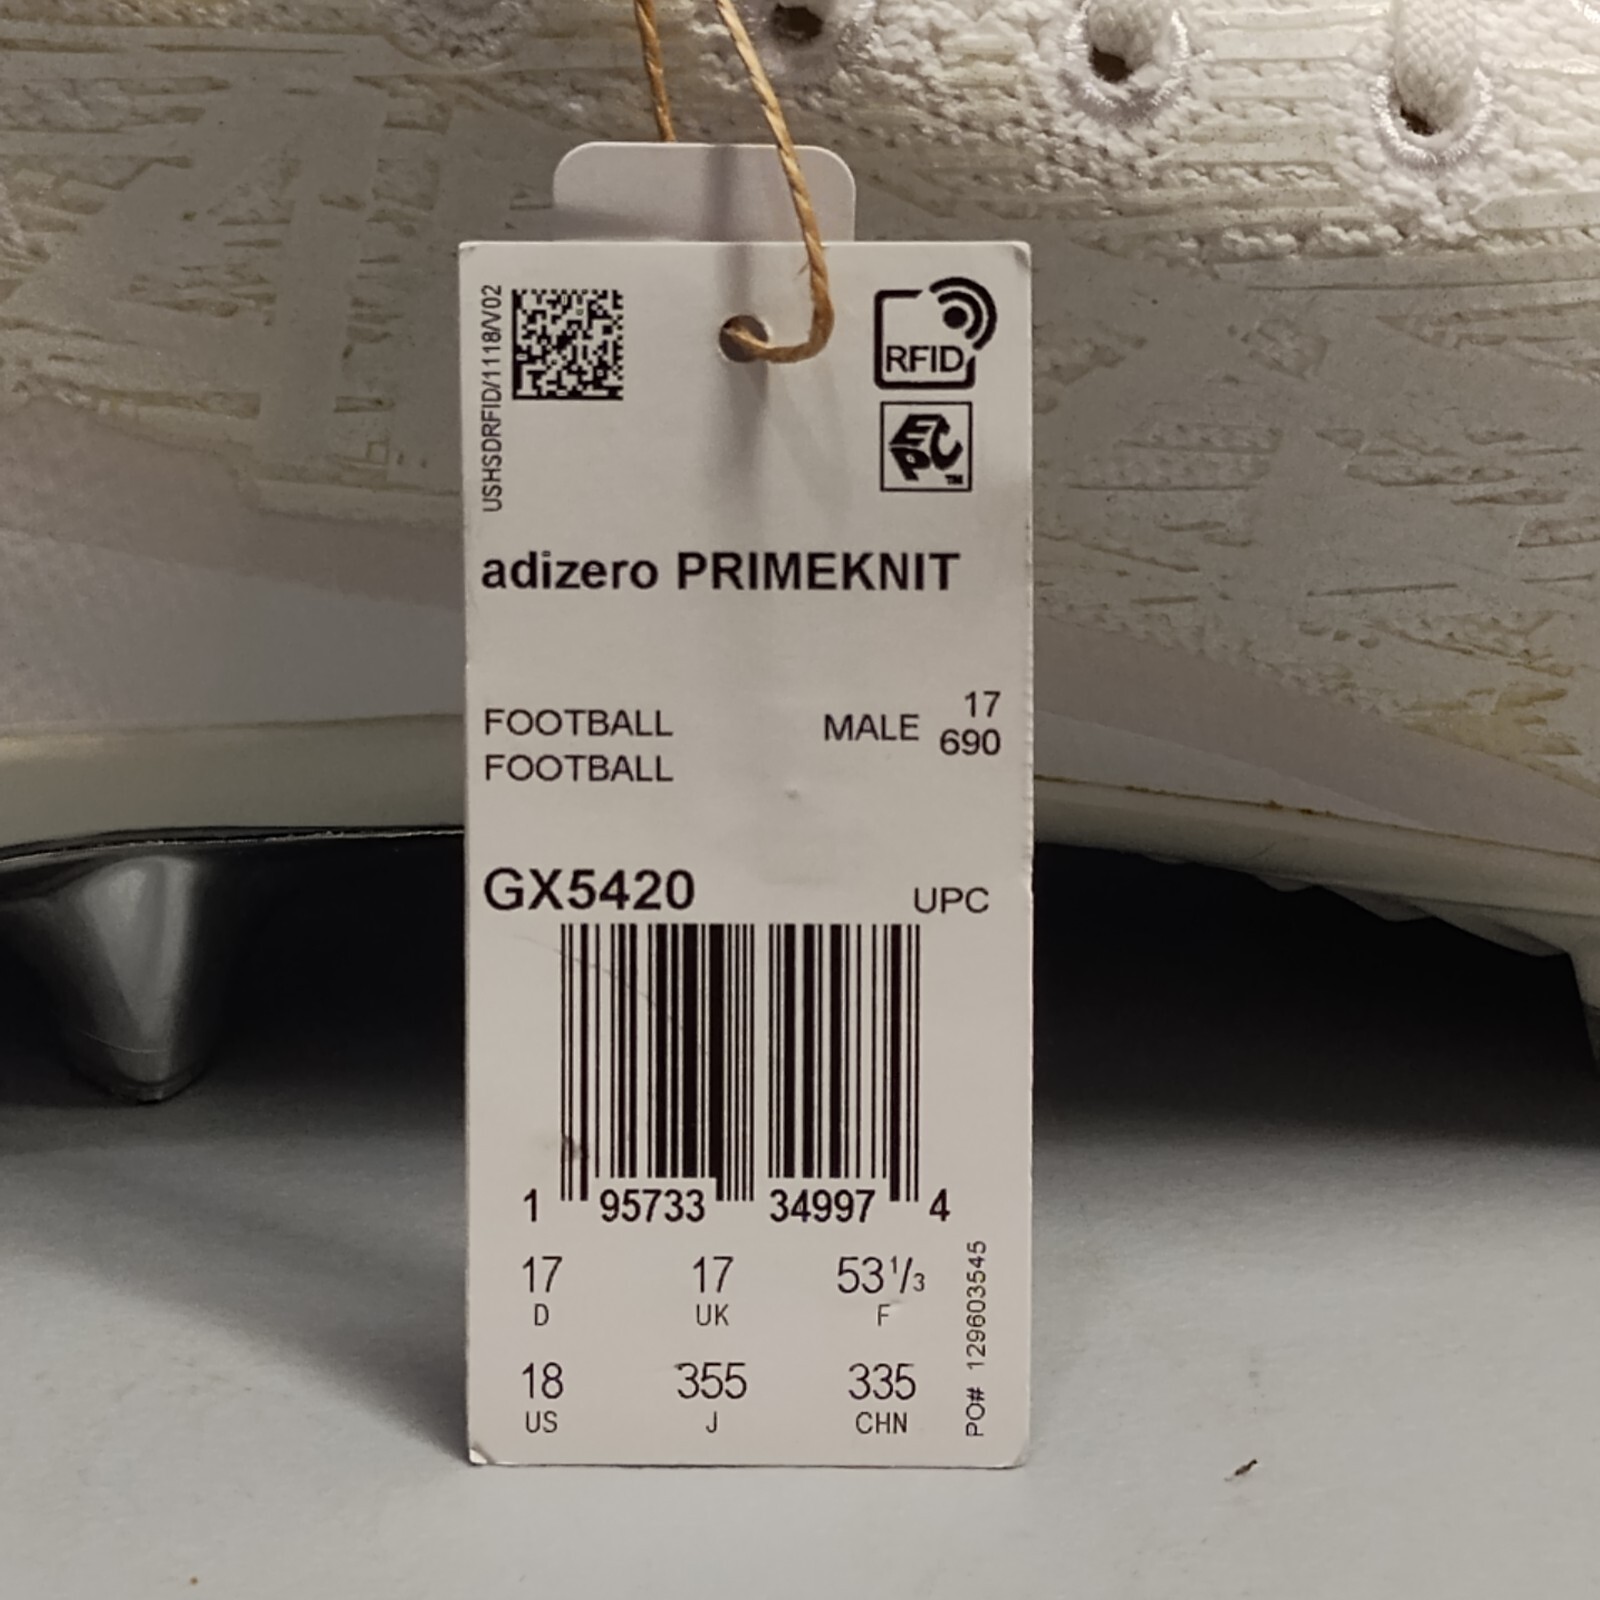 USHSDRFID/1118/V02
RFID
EPC™
adizero PRIMEKNIT
FOOTBALL
FOOTBALL
MALE
17
690
GX5420
UPC
1 95733 34997 4
17 17 53 1/3
D UK F
18 355 335
US J CHN
PO# 129603545